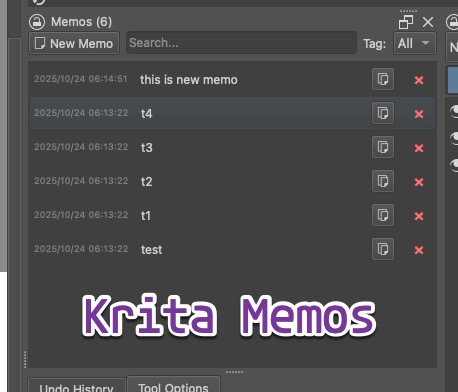 Memos (6)
New Memo Search... Tag: All
2025/10/24 06:14:51 this is new memo
2025/10/24 06:13:22 t4
2025/10/24 06:13:22 t3
2025/10/24 06:13:22 t2
2025/10/24 06:13:22 t1
2025/10/24 06:13:22 test
Krita Memos
Undo History Tool Options